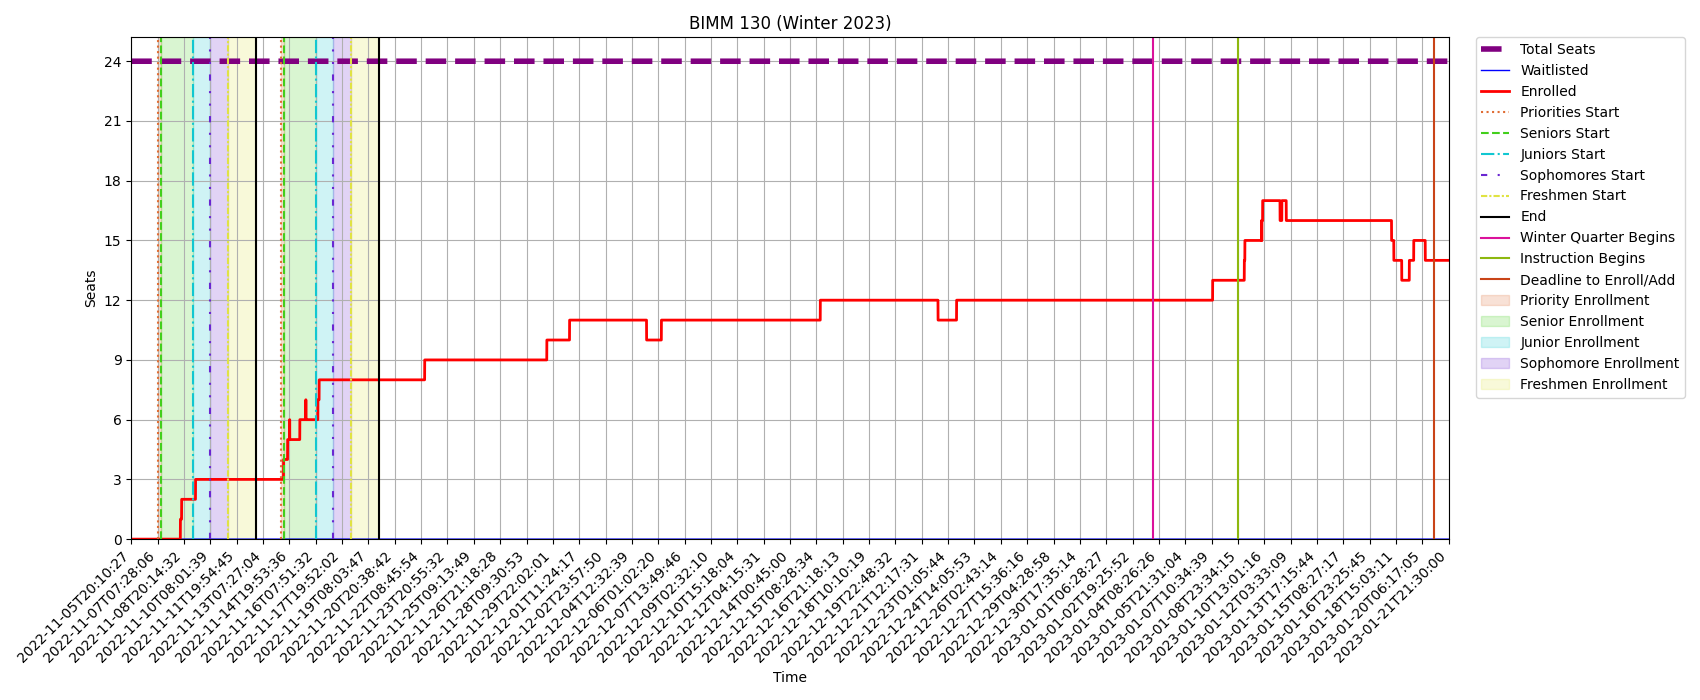 BIMM 130 (Winter 2023)
Seats
24
21
18
15
12
9
6
3
0
2022-11-05T20:10:27
2022-11-07T07:28:06
2022-11-08T20:14:32
2022-11-10T08:01:39
2022-11-11T19:54:45
2022-11-13T07:27:04
2022-11-14T19:53:36
2022-11-16T07:51:32
2022-11-17T19:52:02
2022-11-19T08:03:47
2022-11-20T20:38:42
2022-11-22T08:45:54
2022-11-23T20:55:32
2022-11-25T09:13:49
2022-11-26T21:18:28
2022-11-28T09:30:53
2022-11-29T22:02:01
2022-12-01T11:24:17
2022-12-02T23:57:50
2022-12-04T12:32:39
2022-12-06T01:02:20
2022-12-07T13:49:46
2022-12-09T02:32:10
2022-12-10T15:18:04
2022-12-12T04:15:31
2022-12-14T00:45:00
2022-12-15T08:28:34
2022-12-16T21:18:13
2022-12-18T10:10:19
2022-12-19T22:48:32
2022-12-21T12:17:31
2022-12-23T01:05:44
2022-12-24T14:05:53
2022-12-26T02:43:14
2022-12-27T15:36:16
2022-12-29T04:28:58
2022-12-30T17:35:14
2023-01-01T06:28:27
2023-01-02T19:25:52
2023-01-04T08:26:26
2023-01-05T21:31:04
2023-01-07T10:34:39
2023-01-08T23:34:15
2023-01-10T13:01:16
2023-01-12T03:33:09
2023-01-13T17:15:44
2023-01-15T08:27:17
2023-01-16T23:25:45
2023-01-18T15:03:11
2023-01-20T06:17:05
2023-01-21T21:30:00
Time
Total Seats
Waitlisted
Enrolled
Priorities Start
Seniors Start
Juniors Start
Sophomores Start
Freshmen Start
End
Winter Quarter Begins
Instruction Begins
Deadline to Enroll/Add
Priority Enrollment
Senior Enrollment
Junior Enrollment
Sophomore Enrollment
Freshmen Enrollment